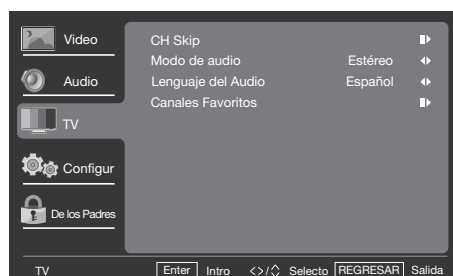 Video
Audio
TV
Configur
De los Padres
CH Skip
Modo de audio Estéreo
Lenguaje del Audio Español
Canales Favoritos
TV Enter Intro <>/ Selecto REGRESAR Salida